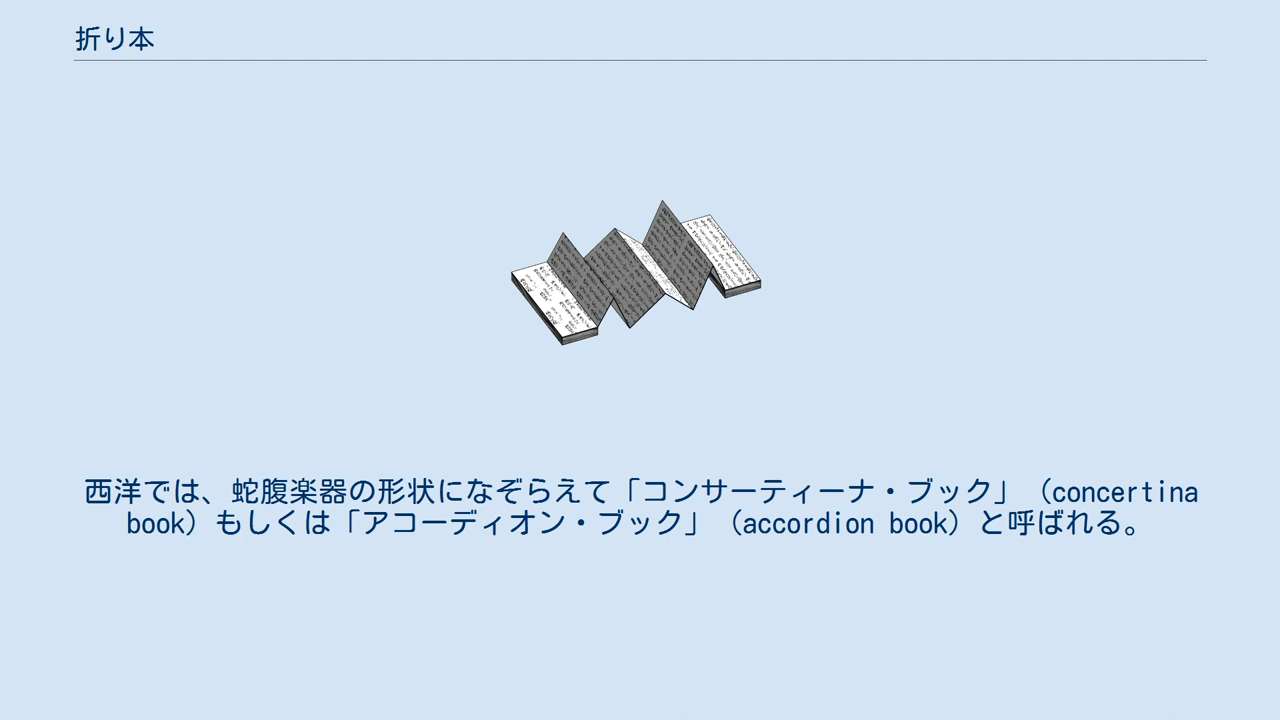 折り本
西洋では、蛇腹楽器の形状になぞらえて「コンサーティーナ・ブック」（concertina
book）もしくは「アコーディオン・ブック」（accordion book）と呼ばれる。